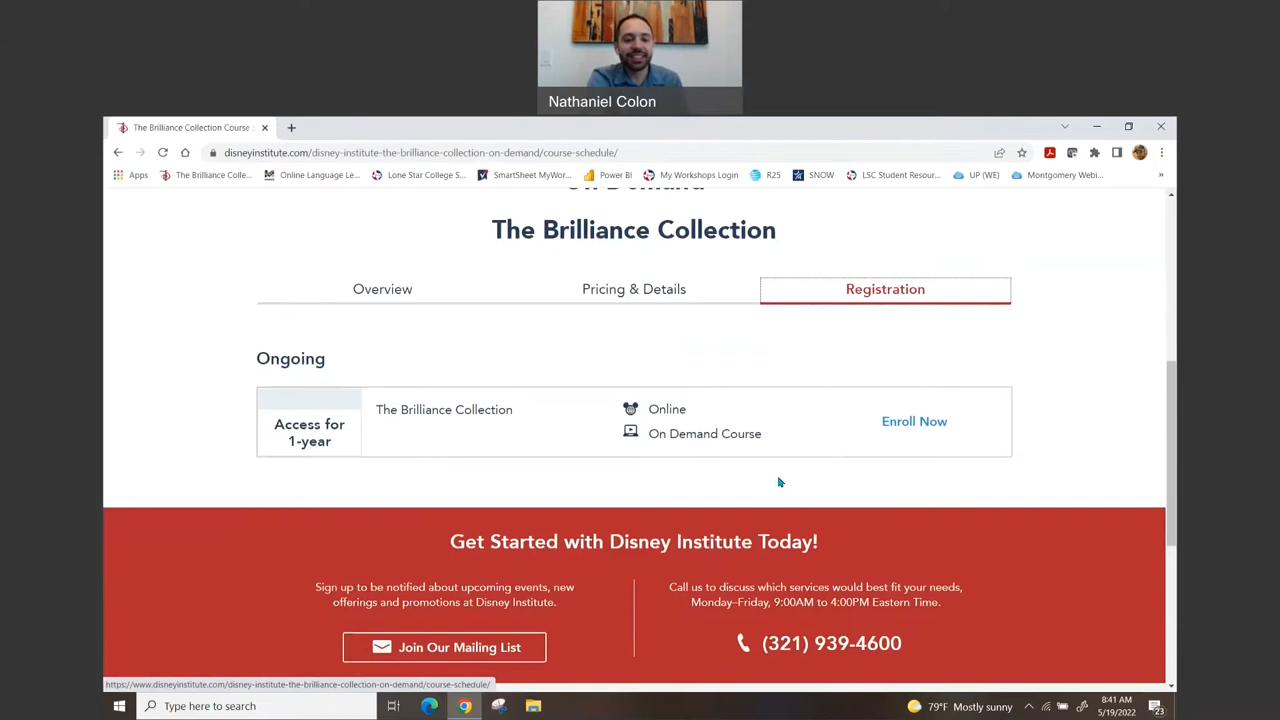 Nathaniel Colon
The Brilliance Collection Course :
disneyinstitute.com/disney-institute-the-brilliance-collection-on-demand/course-schedule/
Apps The Brilliance Colle... Online Language Le... Lone Star College S... SmartSheet MyWor... Power BI My Workshops Login R25 SNOW LSC Student Resour... UP (WE) Montgomery Webi... »
On Demand
The Brilliance Collection
Overview Pricing & Details Registration
Ongoing
Access for
1-year
The Brilliance Collection
Online
On Demand Course
Enroll Now
Get Started with Disney Institute Today!
Sign up to be notified about upcoming events, new
offerings and promotions at Disney Institute.
Join Our Mailing List
Call us to discuss which services would best fit your needs,
Monday–Friday, 9:00AM to 4:00PM Eastern Time.
(321) 939-4600
https://www.disneyinstitute.com/disney-institute-the-brilliance-collection-on-demand/course-schedule/
Type here to search
79°F Mostly sunny
8:41 AM
5/19/2022
23